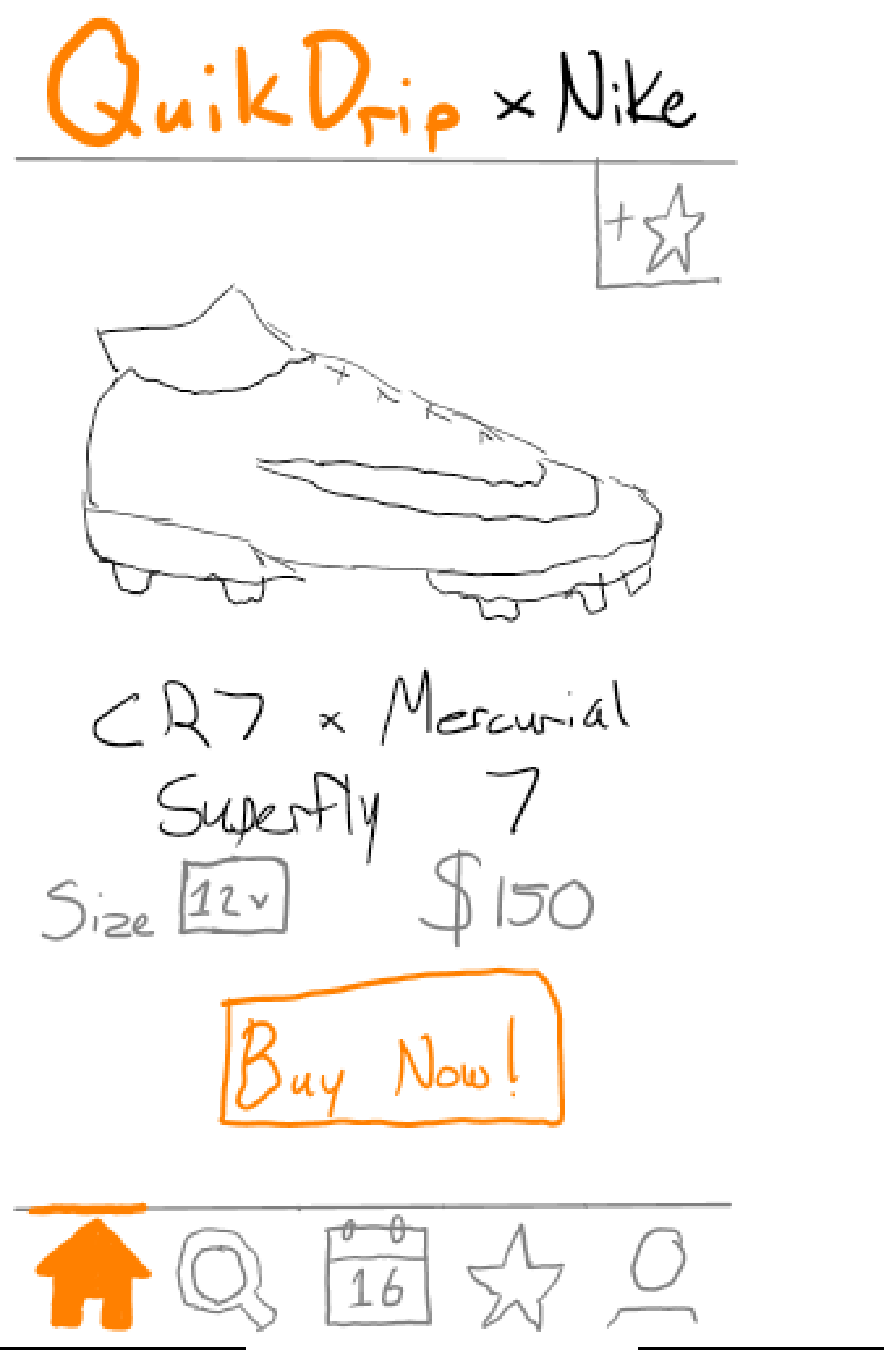 QuikDrip x Nike
+
CR7 x Mercurial
Superfly 7
Size 12 $150
Buy Now!
16